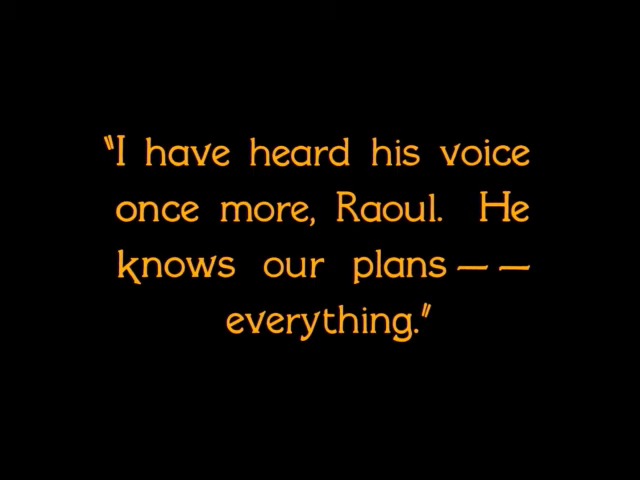 "I have heard his voice
once more, Raoul. He
knows our plans — —
everything."